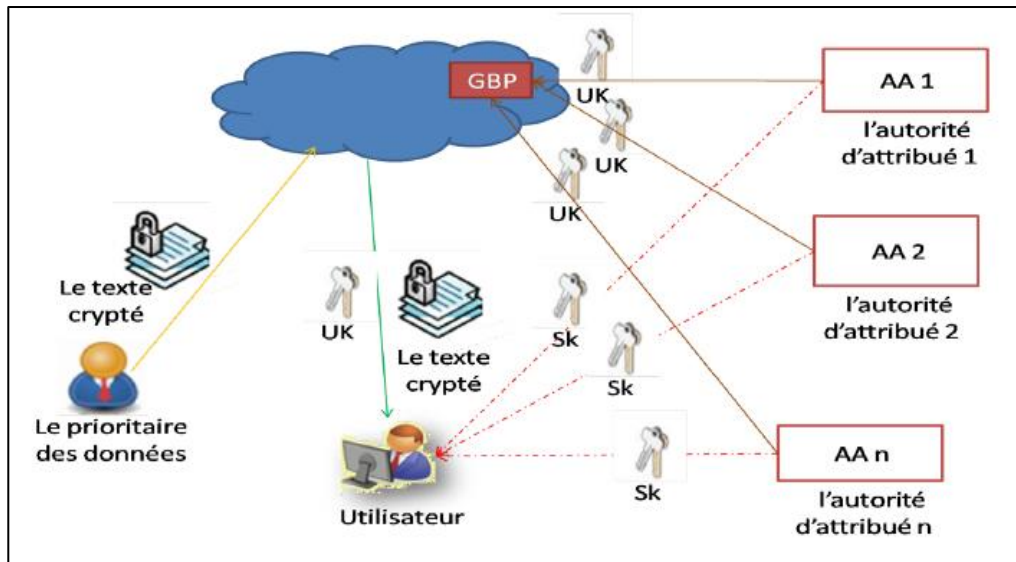 GBP
UK
UK
UK
AA 1
l'autorité
d'attribué 1
AA 2
l'autorité
d'attribué 2
AA n
l'autorité
d'attribué n
Le texte
crypté
Le prioritaire
des données
UK
Le texte
crypté
Sk
Sk
Sk
Utilisateur